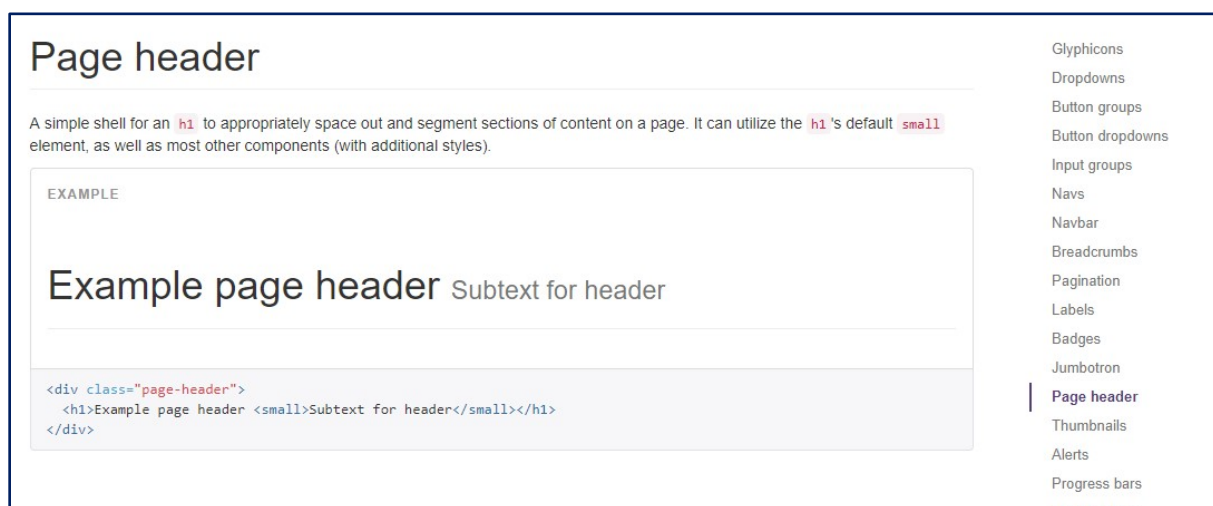 Page header
A simple shell for an h1 to appropriately space out and segment sections of content on a page. It can utilize the h1's default small
element, as well as most other components (with additional styles).
EXAMPLE
Example page header Subtext for header
<div class="page-header">
  <h1>Example page header <small>Subtext for header</small></h1>
</div>
Glyphicons
Dropdowns
Button groups
Button dropdowns
Input groups
Navs
Navbar
Breadcrumbs
Pagination
Labels
Badges
Jumbotron
Page header
Thumbnails
Alerts
Progress bars